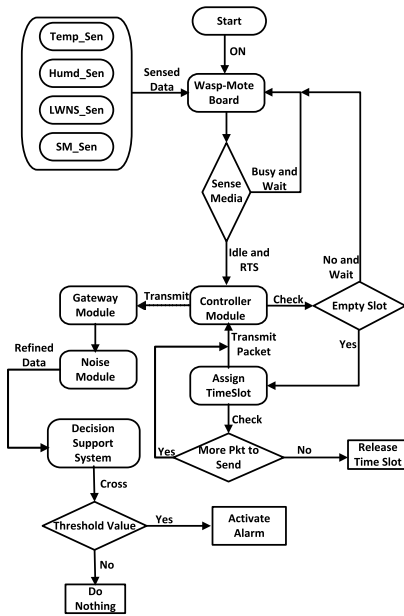 Start
ON
Temp_Sen
Humd_Sen
LWNS_Sen
SM_Sen
Sensed
Data
Wasp-Mote
Board
Sense
Media
Busy and
Wait
Idle and
RTS
No and
Wait
Gateway
Module
Transmit
Controller
Module
Check
Empty Slot
Transmit
Packet
Yes
Refined
Data
Noise
Module
Assign
TimeSlot
Check
Decision
Support
System
Yes
More Pkt to
Send
No
Release
Time Slot
Cross
Threshold Value
Yes
Activate
Alarm
No
Do
Nothing